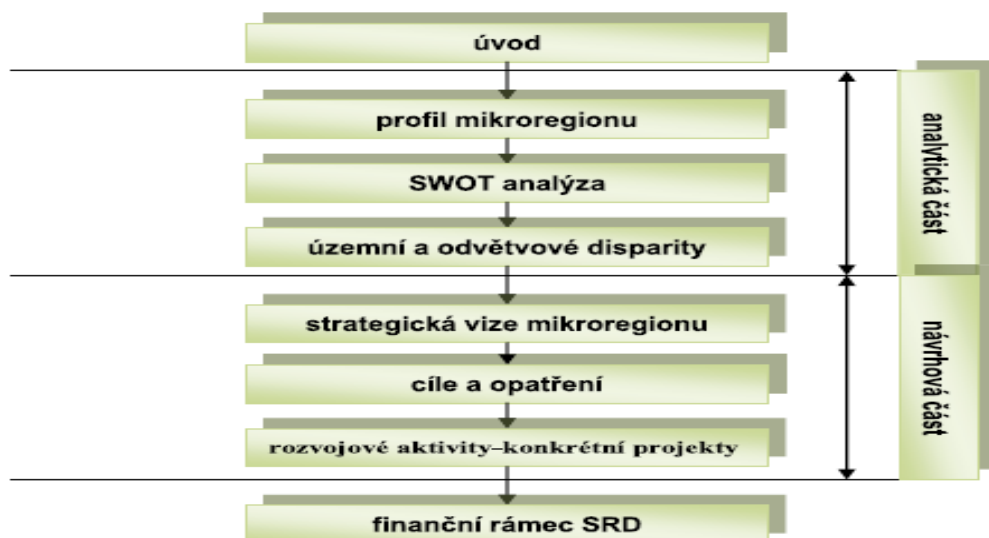 úvod
profil mikroregionu
SWOT analýza
územní a odvětvové disparity
analytická část
strategická vize mikroregionu
cíle a opatření
rozvojové aktivity–konkrétní projekty
návrhová část
finanční rámec SRD